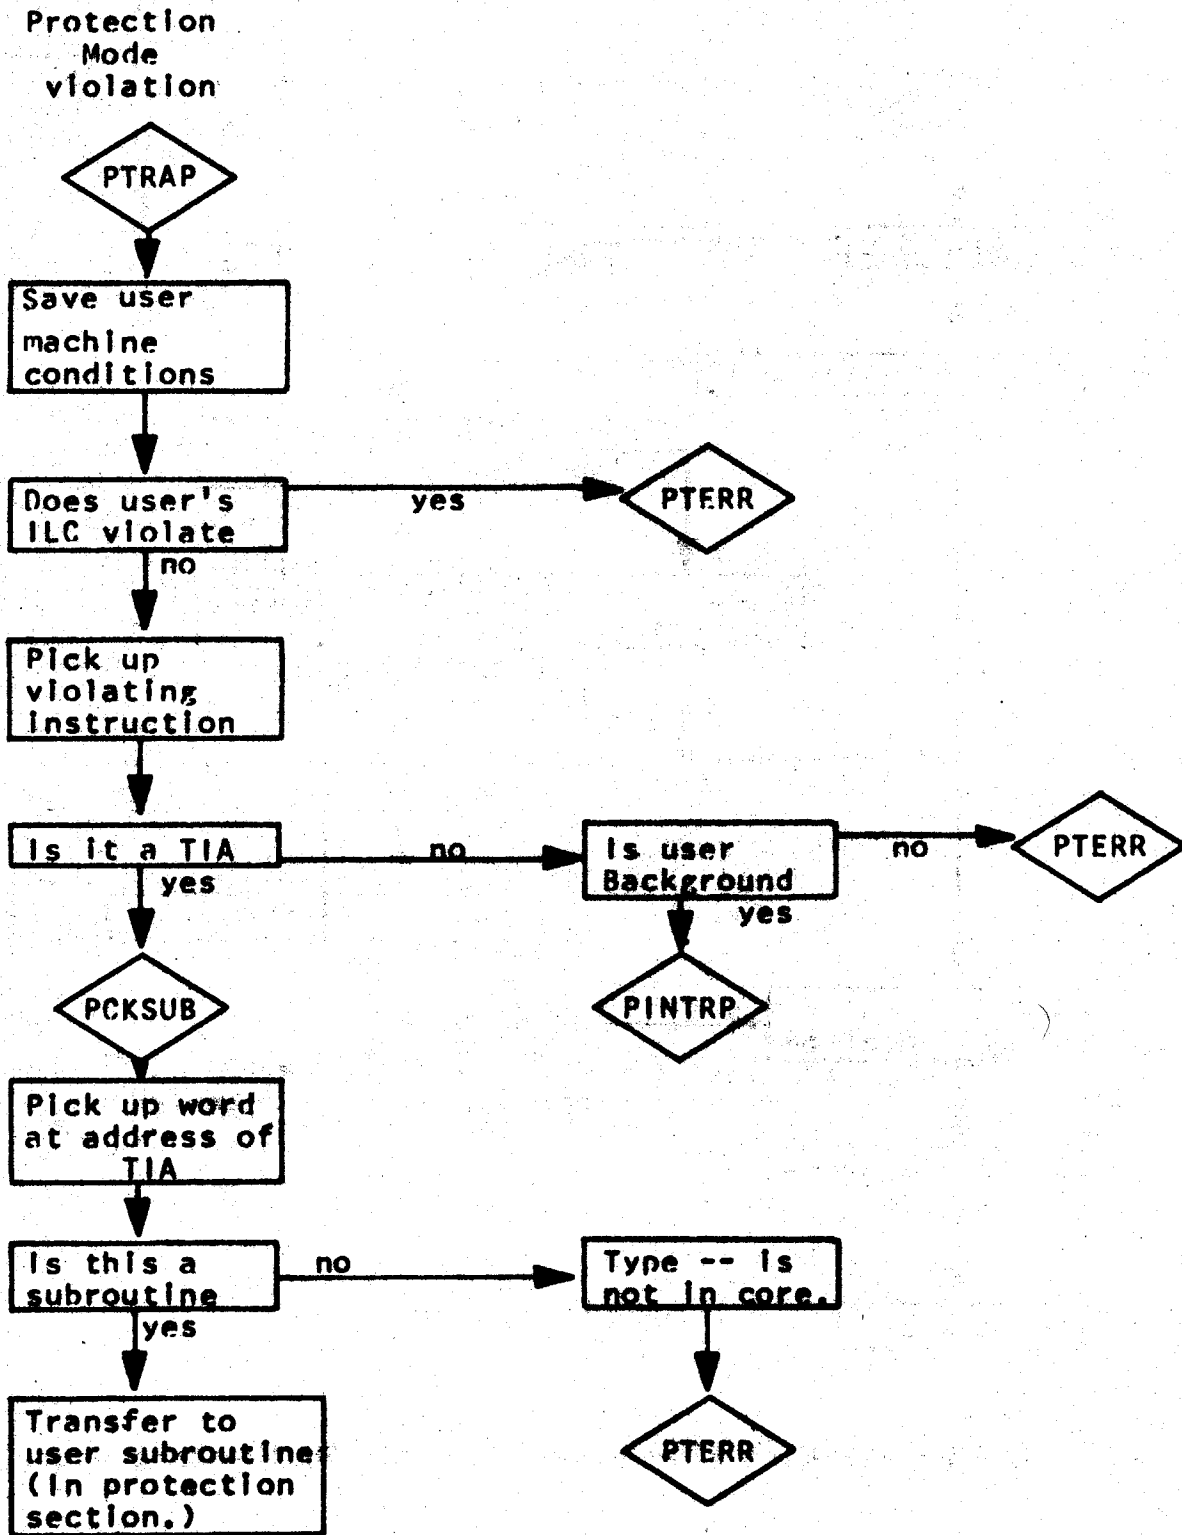 Protection
Mode
violation
PTRAP
Save user
machine
conditions
Does user's
ILC violate
yes
PTERR
no
Pick up
violating
instruction
Is it a TIA
no
Is user
Background
no
PTERR
yes
yes
PCKSUB
PINTRP
Pick up word
at address of
TIA
Is this a
subroutine
no
Type -- is
not in core.
yes
Transfer to
user subroutine
(in protection
section.)
PTERR